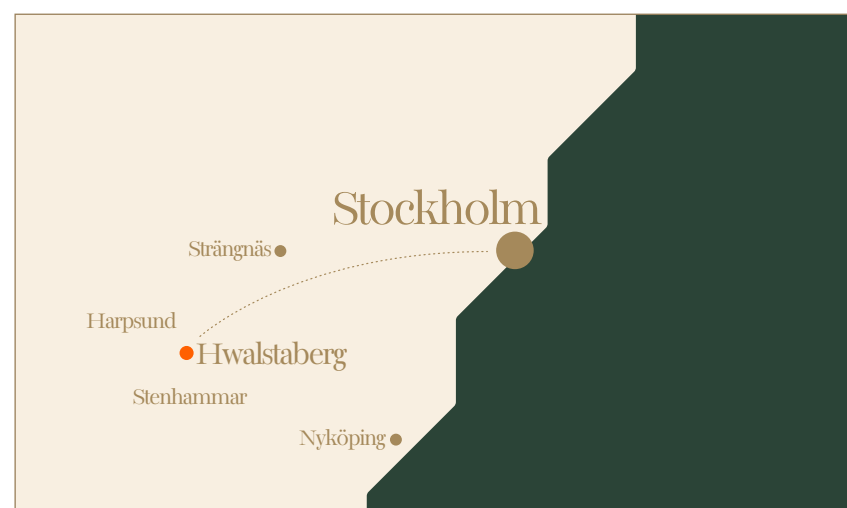 Stockholm
Strängnäs
Harpsund
Hwalstaberg
Stenhammar
Nyköping